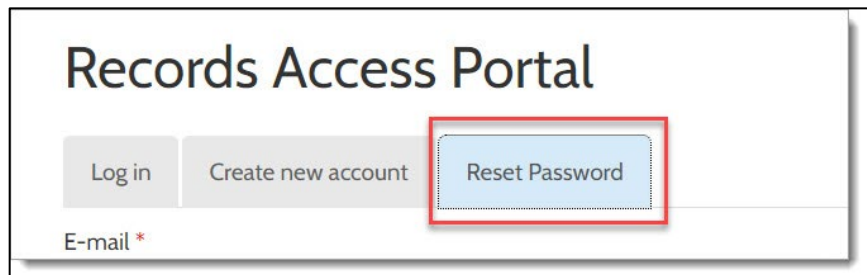 Records Access Portal
Log in Create new account Reset Password
E-mail *